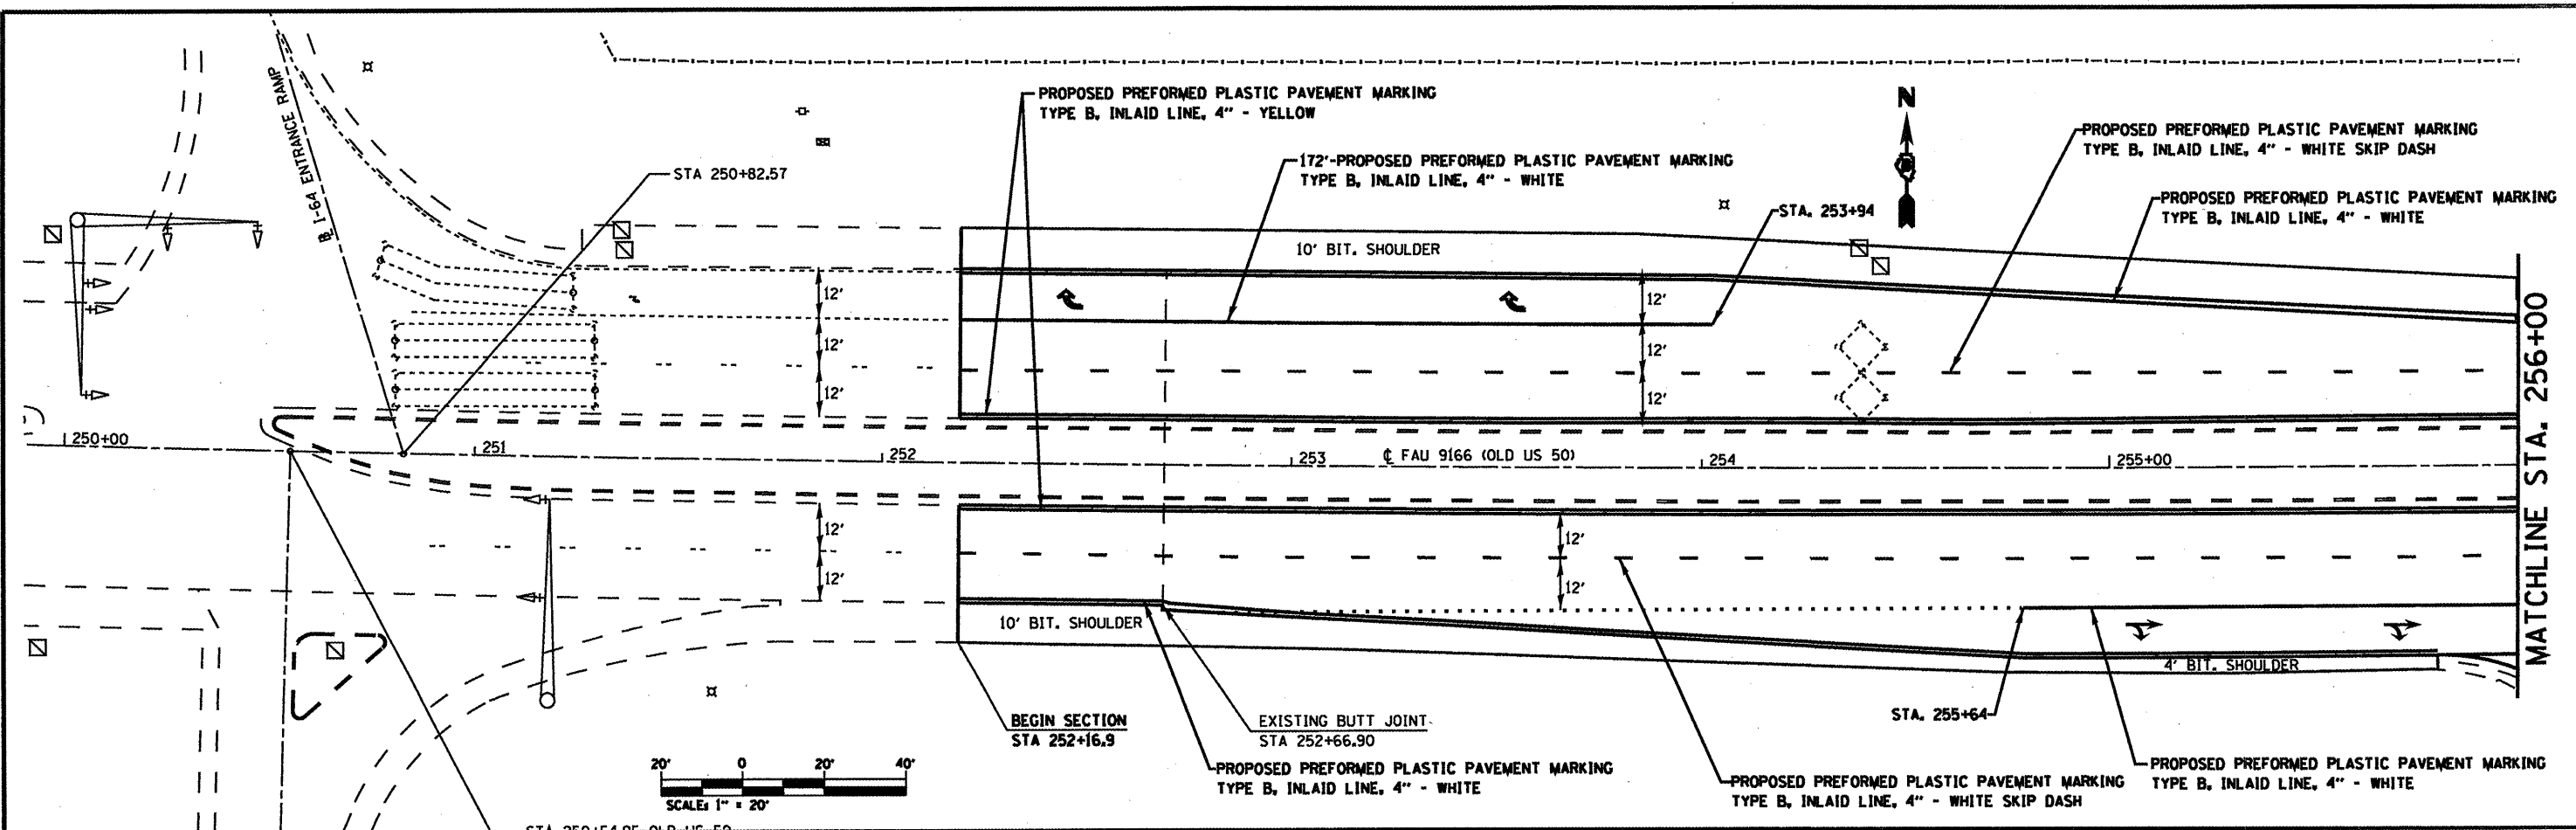 PROPOSED PREFORMED PLASTIC PAVEMENT MARKING
TYPE B, INLAID LINE, 4" - YELLOW
N
PROPOSED PREFORMED PLASTIC PAVEMENT MARKING
TYPE B, INLAID LINE, 4" - WHITE SKIP DASH
172'-PROPOSED PREFORMED PLASTIC PAVEMENT MARKING
TYPE B, INLAID LINE, 4" - WHITE
PROPOSED PREFORMED PLASTIC PAVEMENT MARKING
TYPE B, INLAID LINE, 4" - WHITE
STA. 253+94
STA 250+82.57
I-64 ENTRANCE RAMP
10' BIT. SHOULDER
12'
12'
12'
12'
12'
12'
250+00
251
252
253
℄ FAU 9166 (OLD US 50)
254
255+00
MATCHLINE STA. 256+00
12'
12'
12'
12'
10' BIT. SHOULDER
4' BIT. SHOULDER
BEGIN SECTION
STA 252+16.9
EXISTING BUTT JOINT
STA 252+66.90
STA. 255+64
PROPOSED PREFORMED PLASTIC PAVEMENT MARKING
TYPE B, INLAID LINE, 4" - WHITE
PROPOSED PREFORMED PLASTIC PAVEMENT MARKING
TYPE B, INLAID LINE, 4" - WHITE SKIP DASH
PROPOSED PREFORMED PLASTIC PAVEMENT MARKING
TYPE B, INLAID LINE, 4" - WHITE
20' 0 20' 40'
SCALE: 1" = 20'